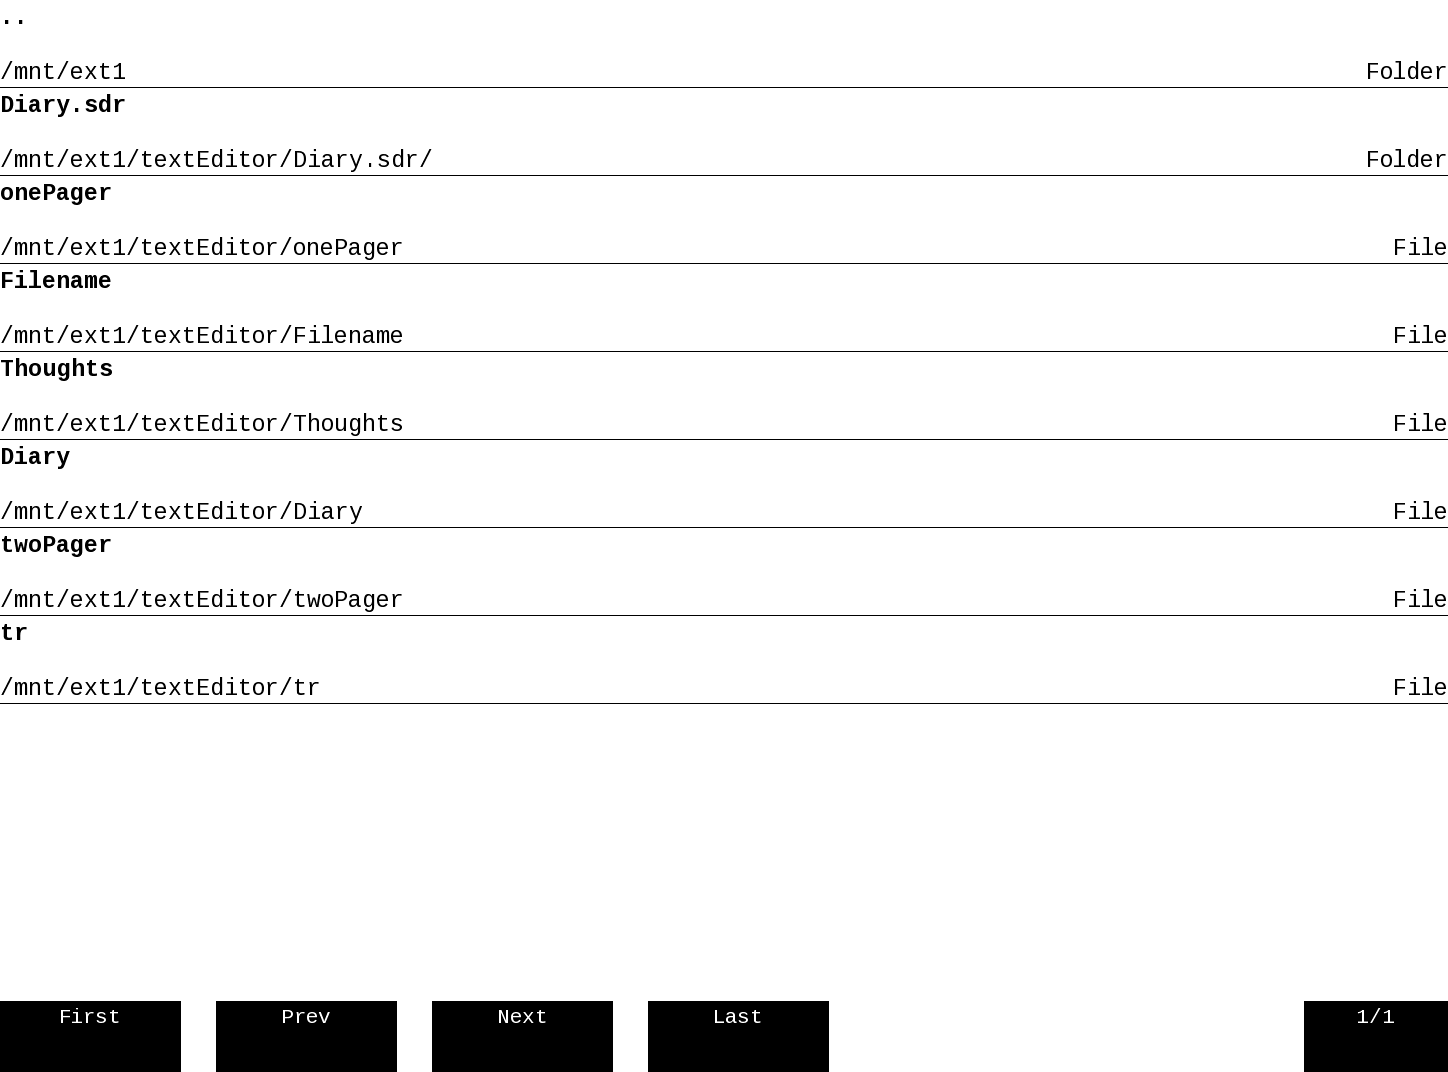 ..
/mnt/ext1 Folder
Diary.sdr
/mnt/ext1/textEditor/Diary.sdr/ Folder
onePager
/mnt/ext1/textEditor/onePager File
Filename
/mnt/ext1/textEditor/Filename File
Thoughts
/mnt/ext1/textEditor/Thoughts File
Diary
/mnt/ext1/textEditor/Diary File
twoPager
/mnt/ext1/textEditor/twoPager File
tr
/mnt/ext1/textEditor/tr File
First Prev Next Last 1/1